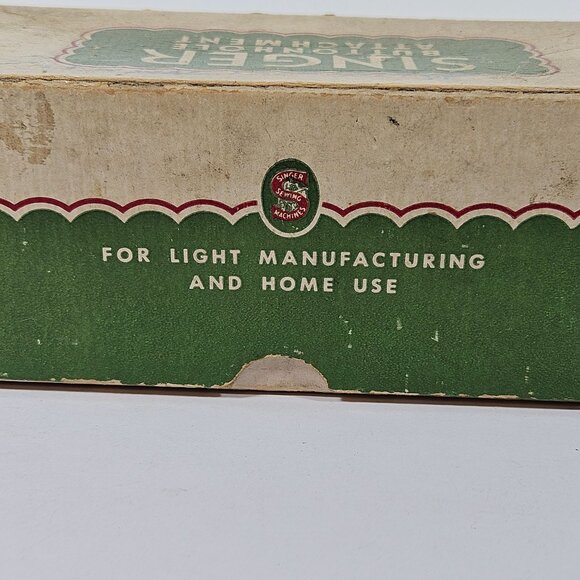 SINGER
BUTTONHOLE
ATTACHMENT
SINGER
SEWING
MACHINES
FOR LIGHT MANUFACTURING
AND HOME USE